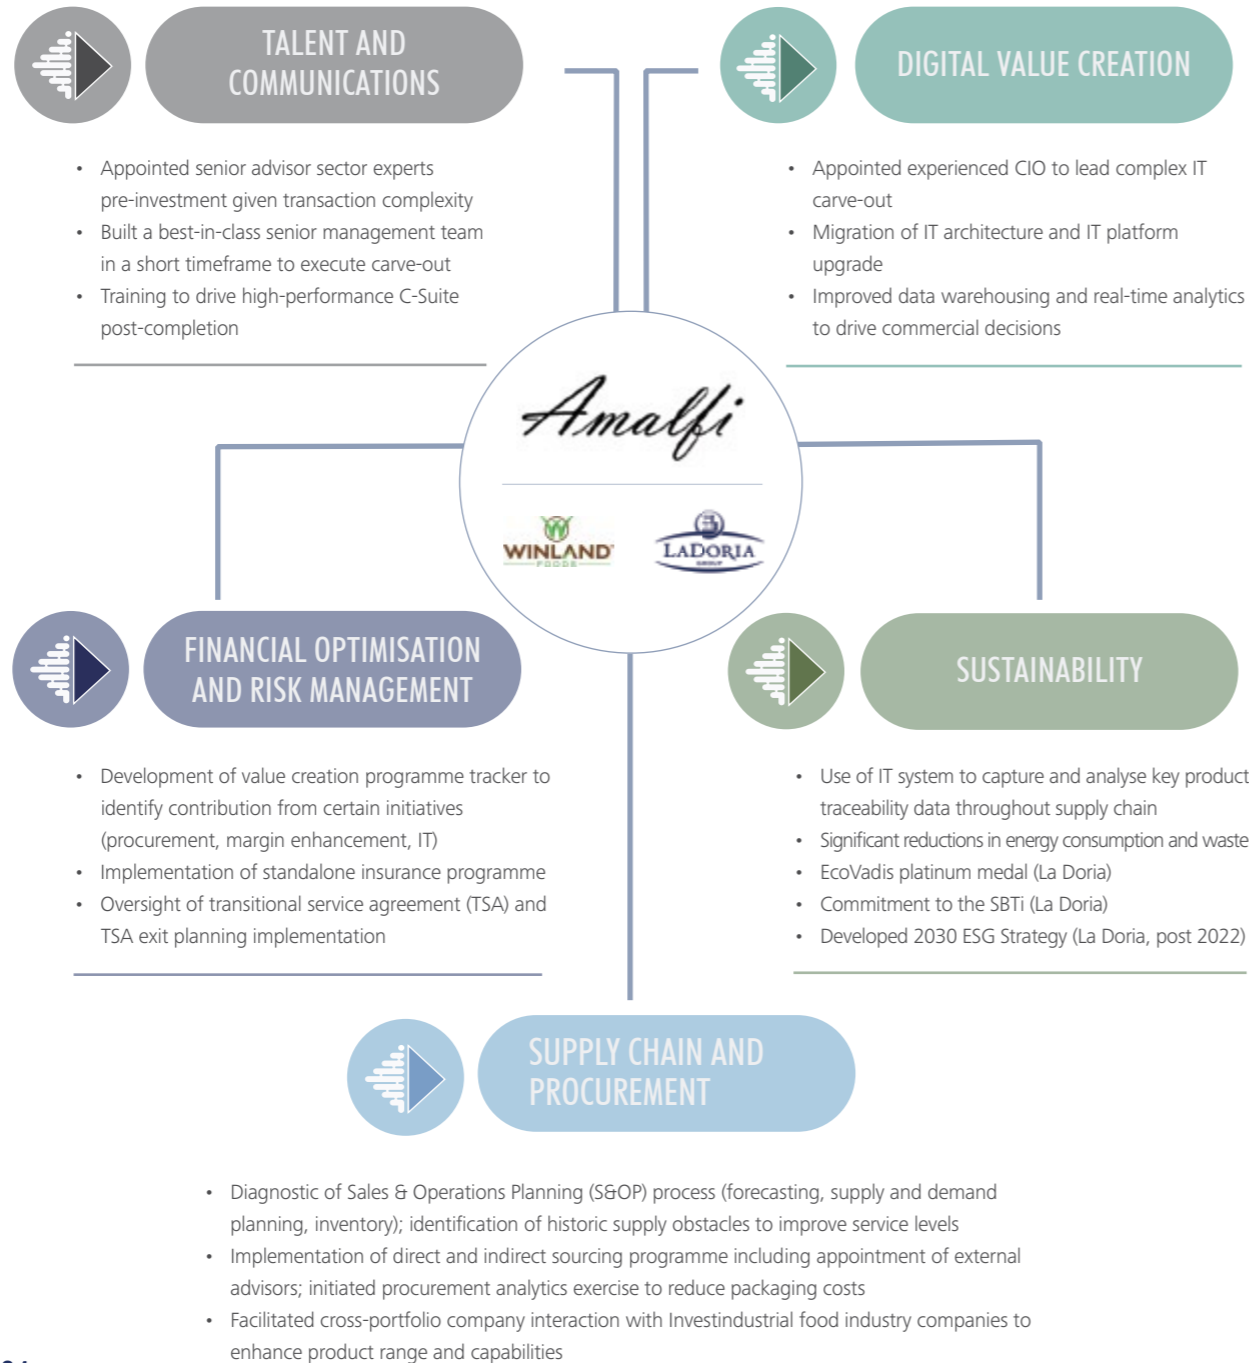 TALENT AND
COMMUNICATIONS
• Appointed senior advisor sector experts
pre-investment given transaction complexity
• Built a best-in-class senior management team
in a short timeframe to execute carve-out
• Training to drive high-performance C-Suite
post-completion
DIGITAL VALUE CREATION
• Appointed experienced CIO to lead complex IT
carve-out
• Migration of IT architecture and IT platform
upgrade
• Improved data warehousing and real-time analytics
to drive commercial decisions
Amalfi
WINLAND
FOODS
LADORIA
GROUP
FINANCIAL OPTIMISATION
AND RISK MANAGEMENT
• Development of value creation programme tracker to
identify contribution from certain initiatives
(procurement, margin enhancement, IT)
• Implementation of standalone insurance programme
• Oversight of transitional service agreement (TSA) and
TSA exit planning implementation
SUSTAINABILITY
• Use of IT system to capture and analyse key product
traceability data throughout supply chain
• Significant reductions in energy consumption and waste
• EcoVadis platinum medal (La Doria)
• Commitment to the SBTi (La Doria)
• Developed 2030 ESG Strategy (La Doria, post 2022)
SUPPLY CHAIN AND
PROCUREMENT
• Diagnostic of Sales & Operations Planning (S&OP) process (forecasting, supply and demand
planning, inventory); identification of historic supply obstacles to improve service levels
• Implementation of direct and indirect sourcing programme including appointment of external
advisors; initiated procurement analytics exercise to reduce packaging costs
• Facilitated cross-portfolio company interaction with Investindustrial food industry companies to
enhance product range and capabilities